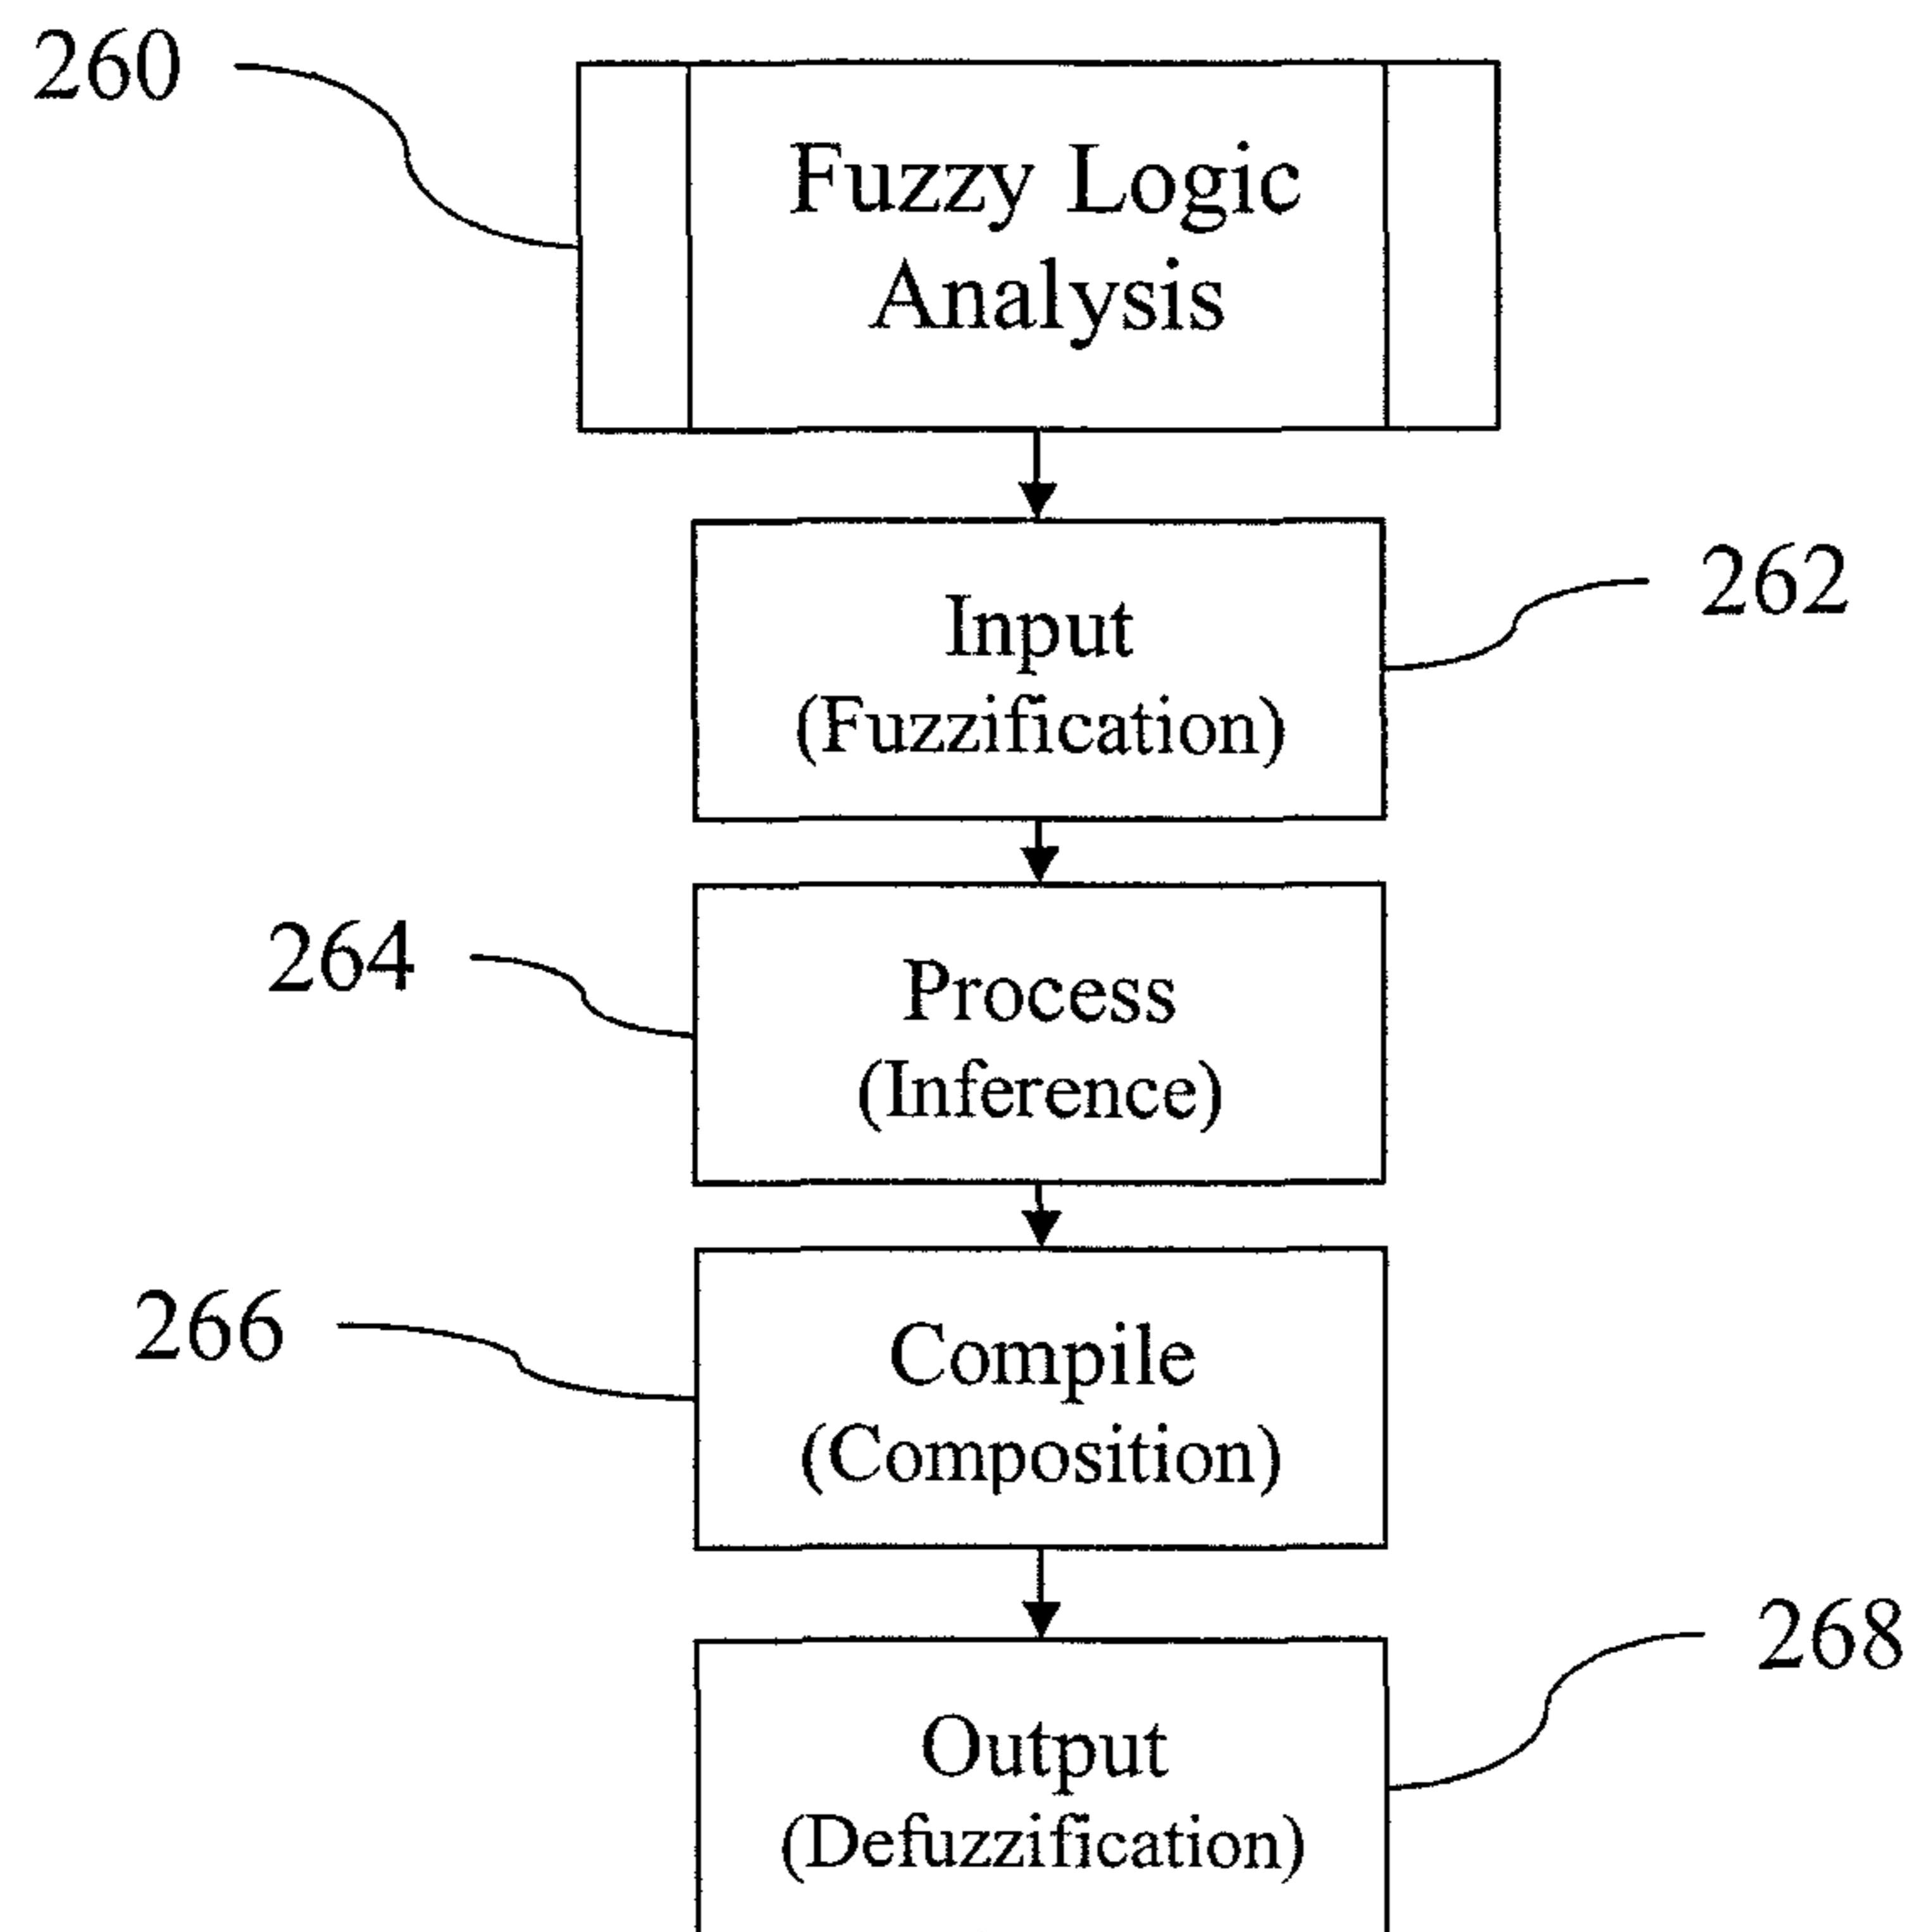 260
Fuzzy Logic
Analysis
262
Input
(Fuzzification)
264
Process
(Inference)
266
Compile
(Composition)
268
Output
(Defuzzification)